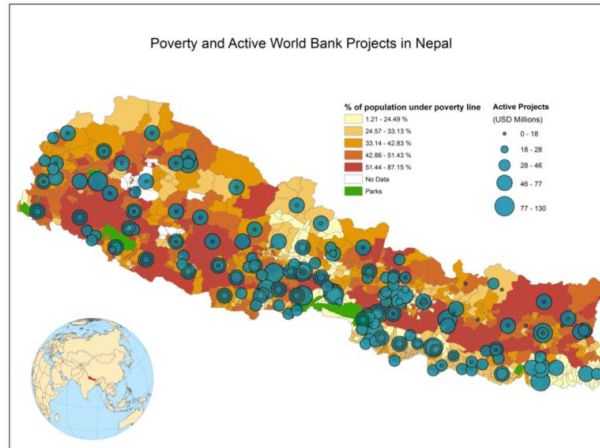 Poverty and Active World Bank Projects in Nepal
% of population under poverty line
1.21 - 24.49 %
24.57 - 33.13 %
33.14 - 42.83 %
42.86 - 51.43 %
51.44 - 87.15 %
No Data
Parks
Active Projects
(USD Millions)
0 - 18
18 - 28
28 - 46
46 - 77
77 - 130